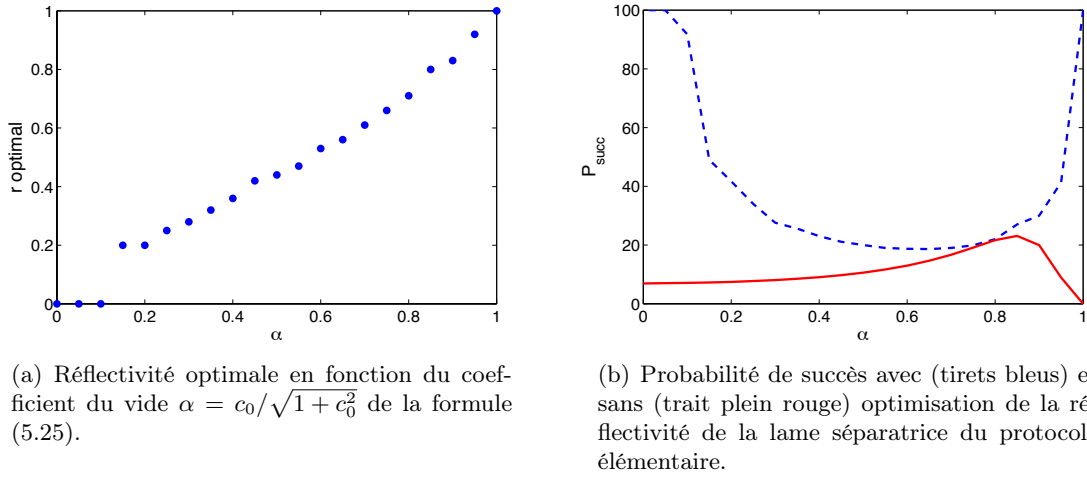 1
0.8
0.6
0.4
0.2
0
r optimal
0 0.2 0.4 0.6 0.8 1
α
100
80
60
40
20
0
P_succ
0 0.2 0.4 0.6 0.8 1
α
(a) Réflectivité optimale en fonction du coef-
ficient du vide α = c₀/√(1 + c₀²) de la formule
(5.25).
(b) Probabilité de succès avec (tirets bleus) e
sans (trait plein rouge) optimisation de la ré
flectivité de la lame séparatrice du protocol
élémentaire.